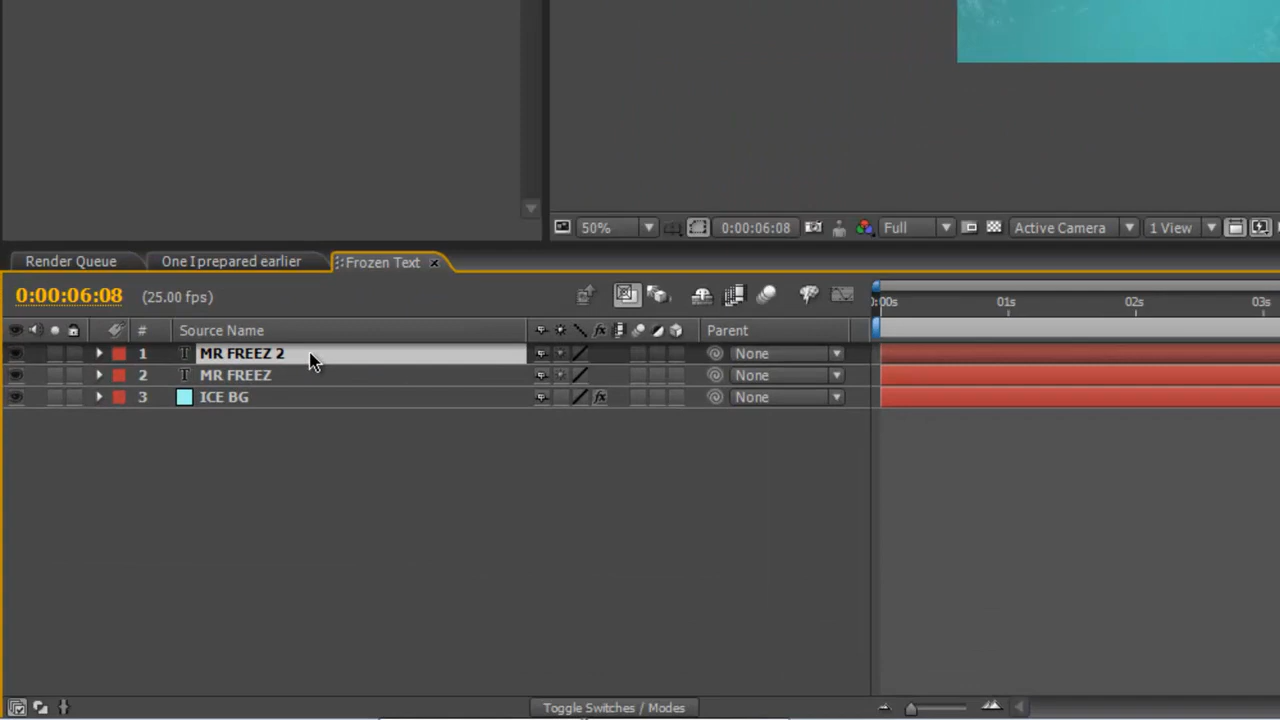 50% 0:00:06:08 Full Active Camera 1 View
Render Queue One I prepared earlier Frozen Text
0:00:06:08 (25.00 fps)
:00s 01s 02s 03s
# Source Name fx Parent
1 T MR FREEZ 2 None
2 T MR FREEZ None
3 ICE BG fx None
Toggle Switches / Modes